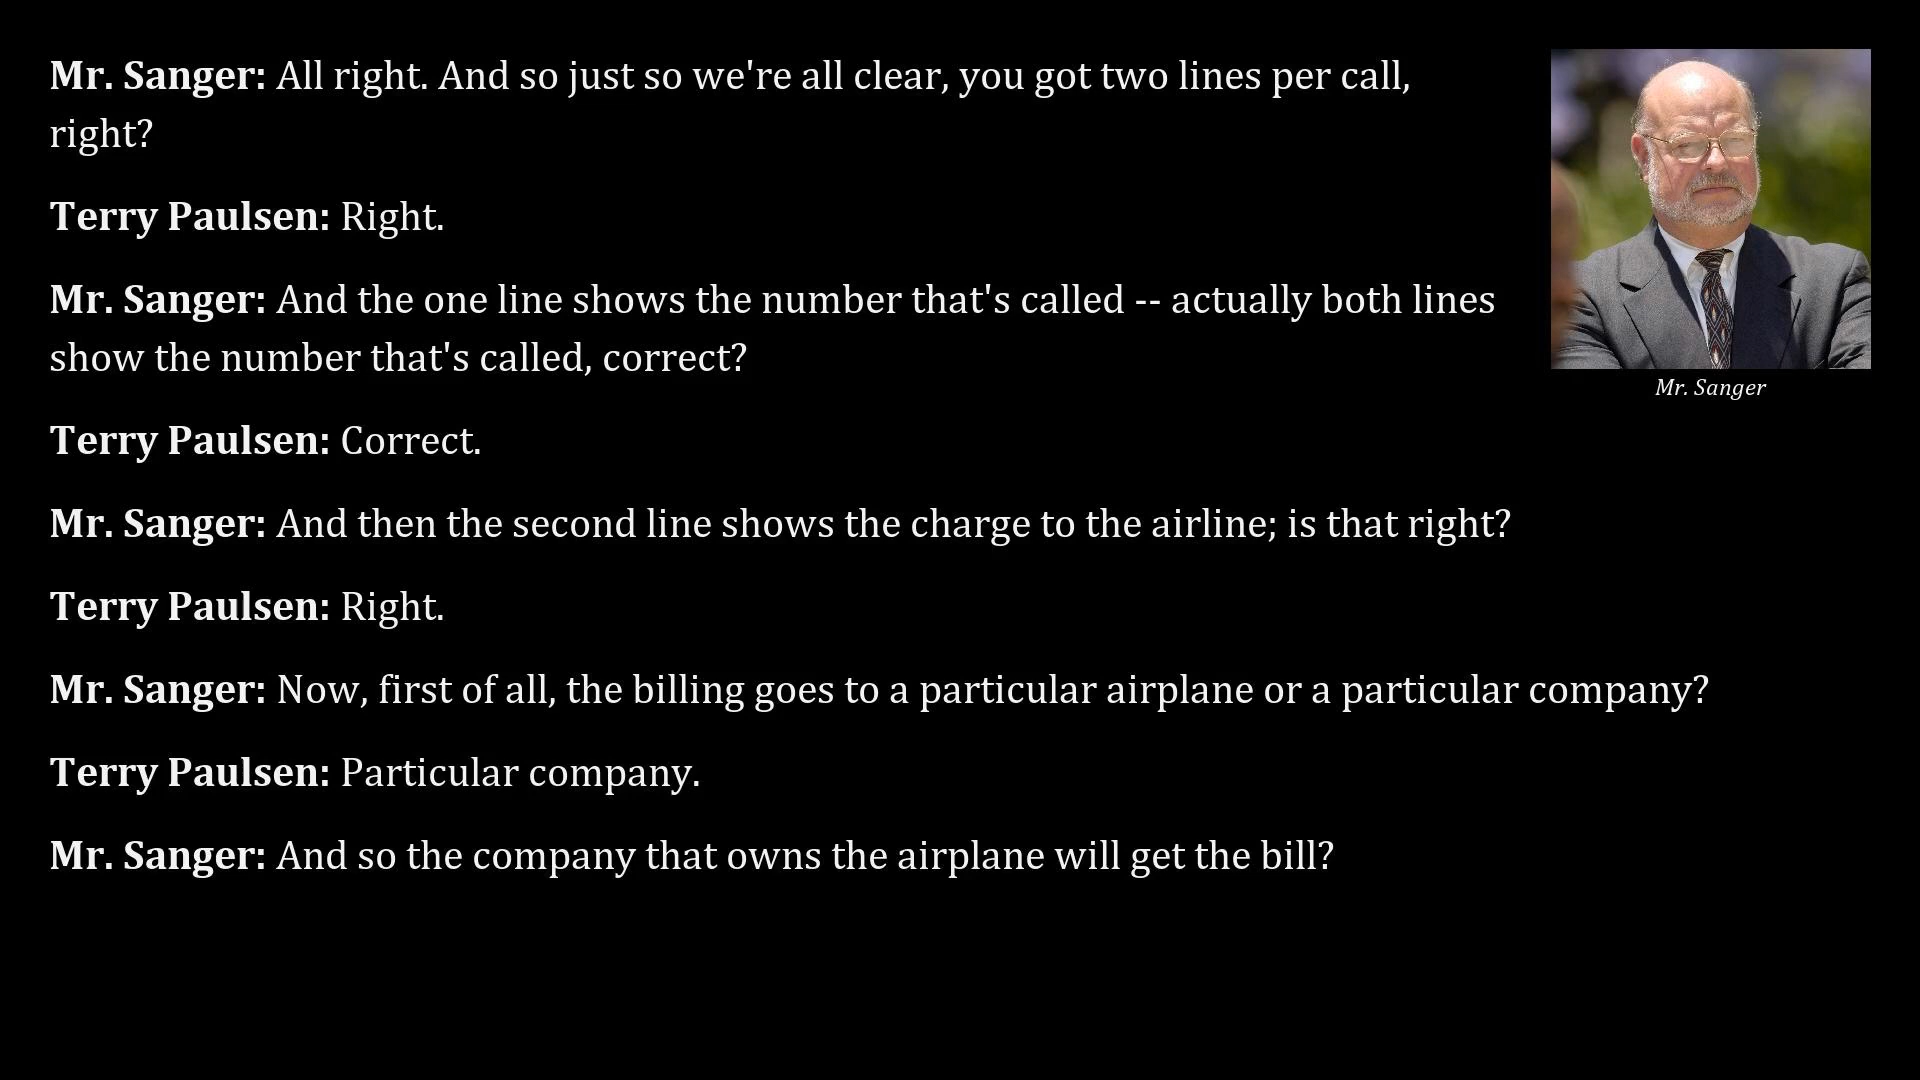 Mr. Sanger: All right. And so just so we're all clear, you got two lines per call,
right?
Terry Paulsen: Right.
Mr. Sanger: And the one line shows the number that's called -- actually both lines
show the number that's called, correct?
Terry Paulsen: Correct.
Mr. Sanger: And then the second line shows the charge to the airline; is that right?
Terry Paulsen: Right.
Mr. Sanger: Now, first of all, the billing goes to a particular airplane or a particular company?
Terry Paulsen: Particular company.
Mr. Sanger: And so the company that owns the airplane will get the bill?
Mr. Sanger